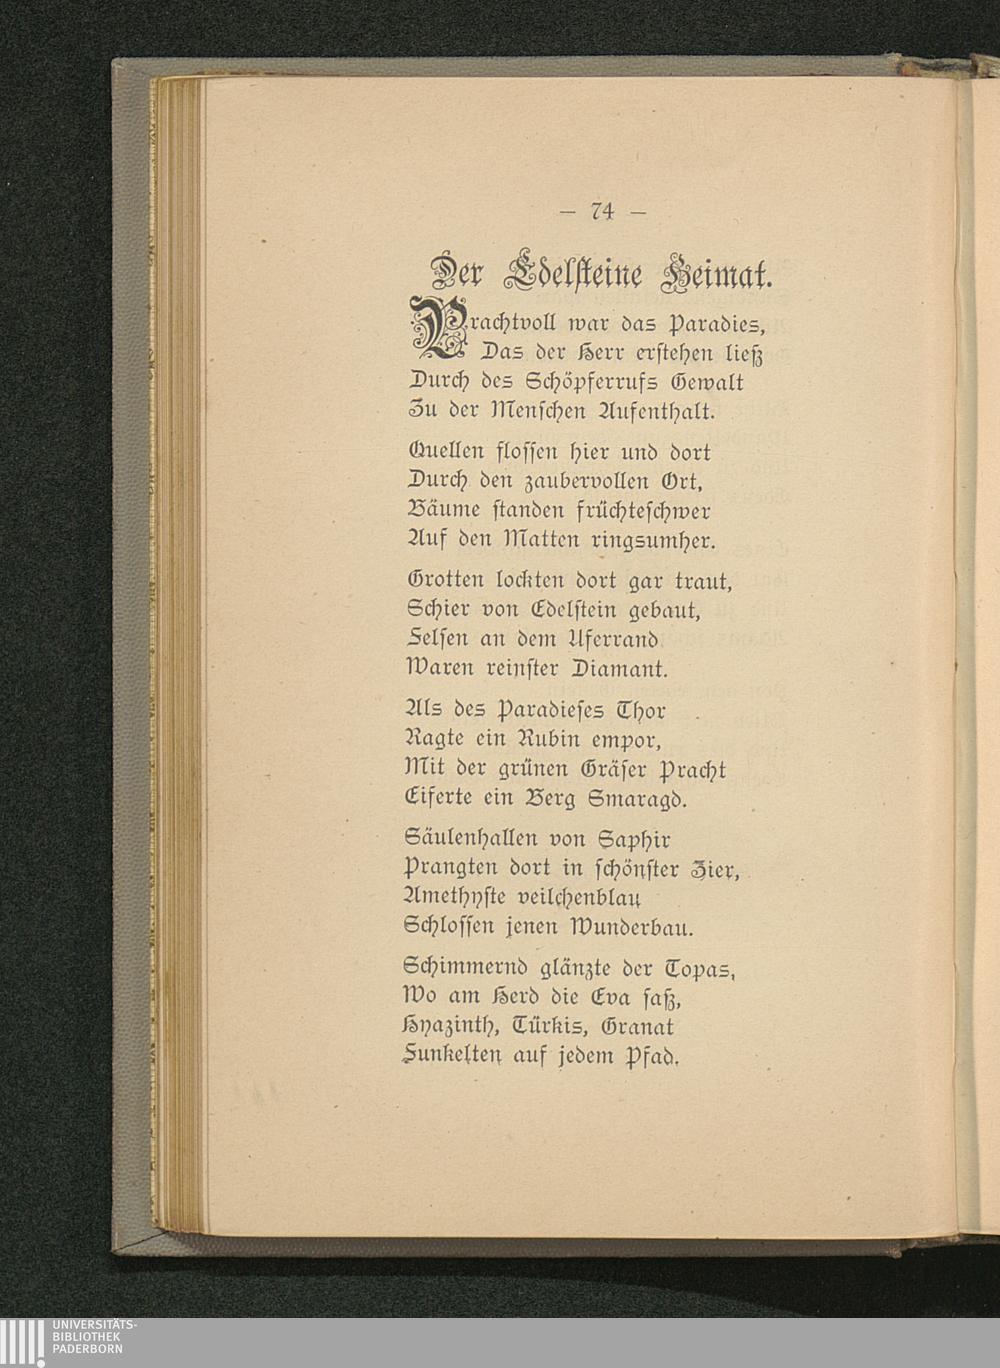 — 74 —
Der Edelsteine Heimat.
Prachtvoll war das Paradies,
Das der Herr erstehen ließ
Durch des Schöpferrufs Gewalt
Zu der Menschen Aufenthalt.
Quellen flossen hier und dort
Durch den zaubervollen Ort,
Bäume standen früchteschwer
Auf den Matten ringsumher.
Grotten lockten dort gar traut,
Schier von Edelstein gebaut,
Felsen an dem Uferrand
Waren reinster Diamant.
Als des Paradieses Thor
Ragte ein Rubin empor,
Mit der grünen Gräser Pracht
Eiferte ein Berg Smaragd.
Säulenhallen von Saphir
Prangten dort in schönster Zier,
Amethyste veilchenblau
Schlossen jenen Wunderbau.
Schimmernd glänzte der Topas,
Wo am Herd die Eva saß,
Hyazinth, Türkis, Granat
Funkelten auf jedem Pfad.
UNIVERSITÄTS-
BIBLIOTHEK
PADERBORN